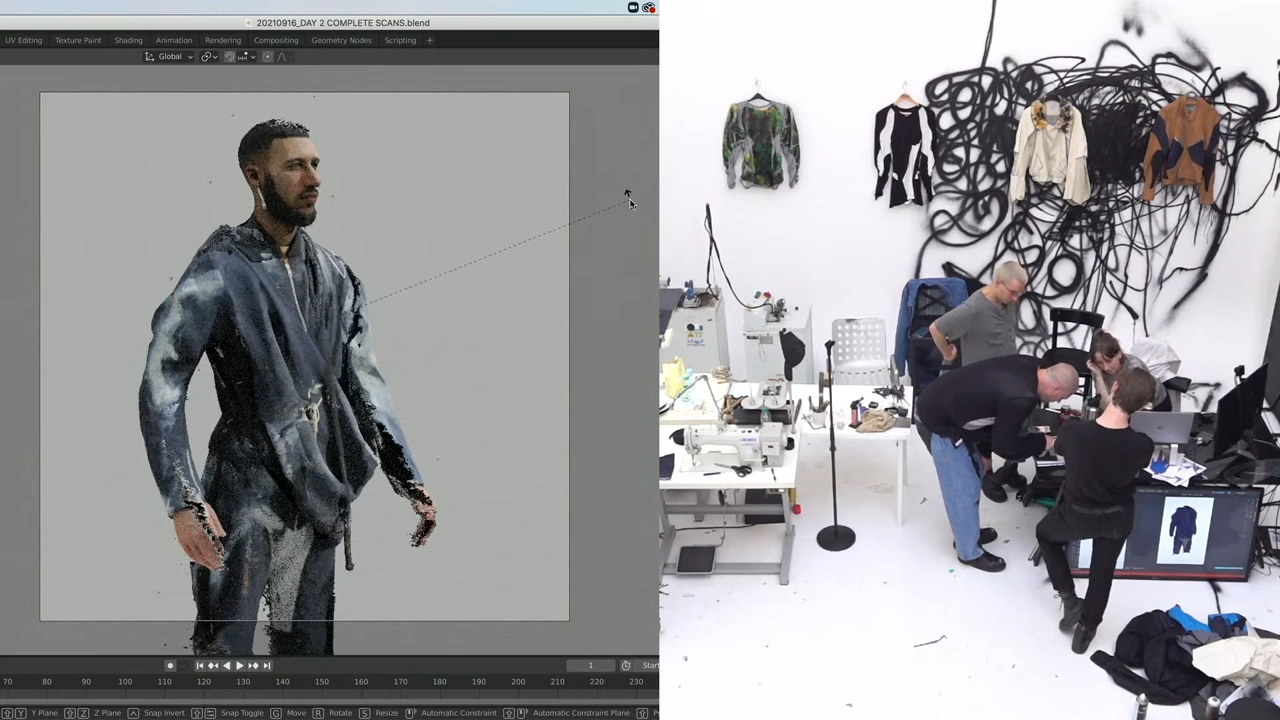 20210916_DAY 2 COMPLETE SCANS.blend
UV Editing Texture Paint Shading Animation Rendering Compositing Geometry Nodes Scripting +
Global
1 Start
70 80 90 100 110 120 130 140 150 160 170 180 190 200 210 220 230
Y Y Plane Z Z Plane Snap Invert Snap Toggle G Move R Rotate S Resize Automatic Constraint Automatic Constraint Plane